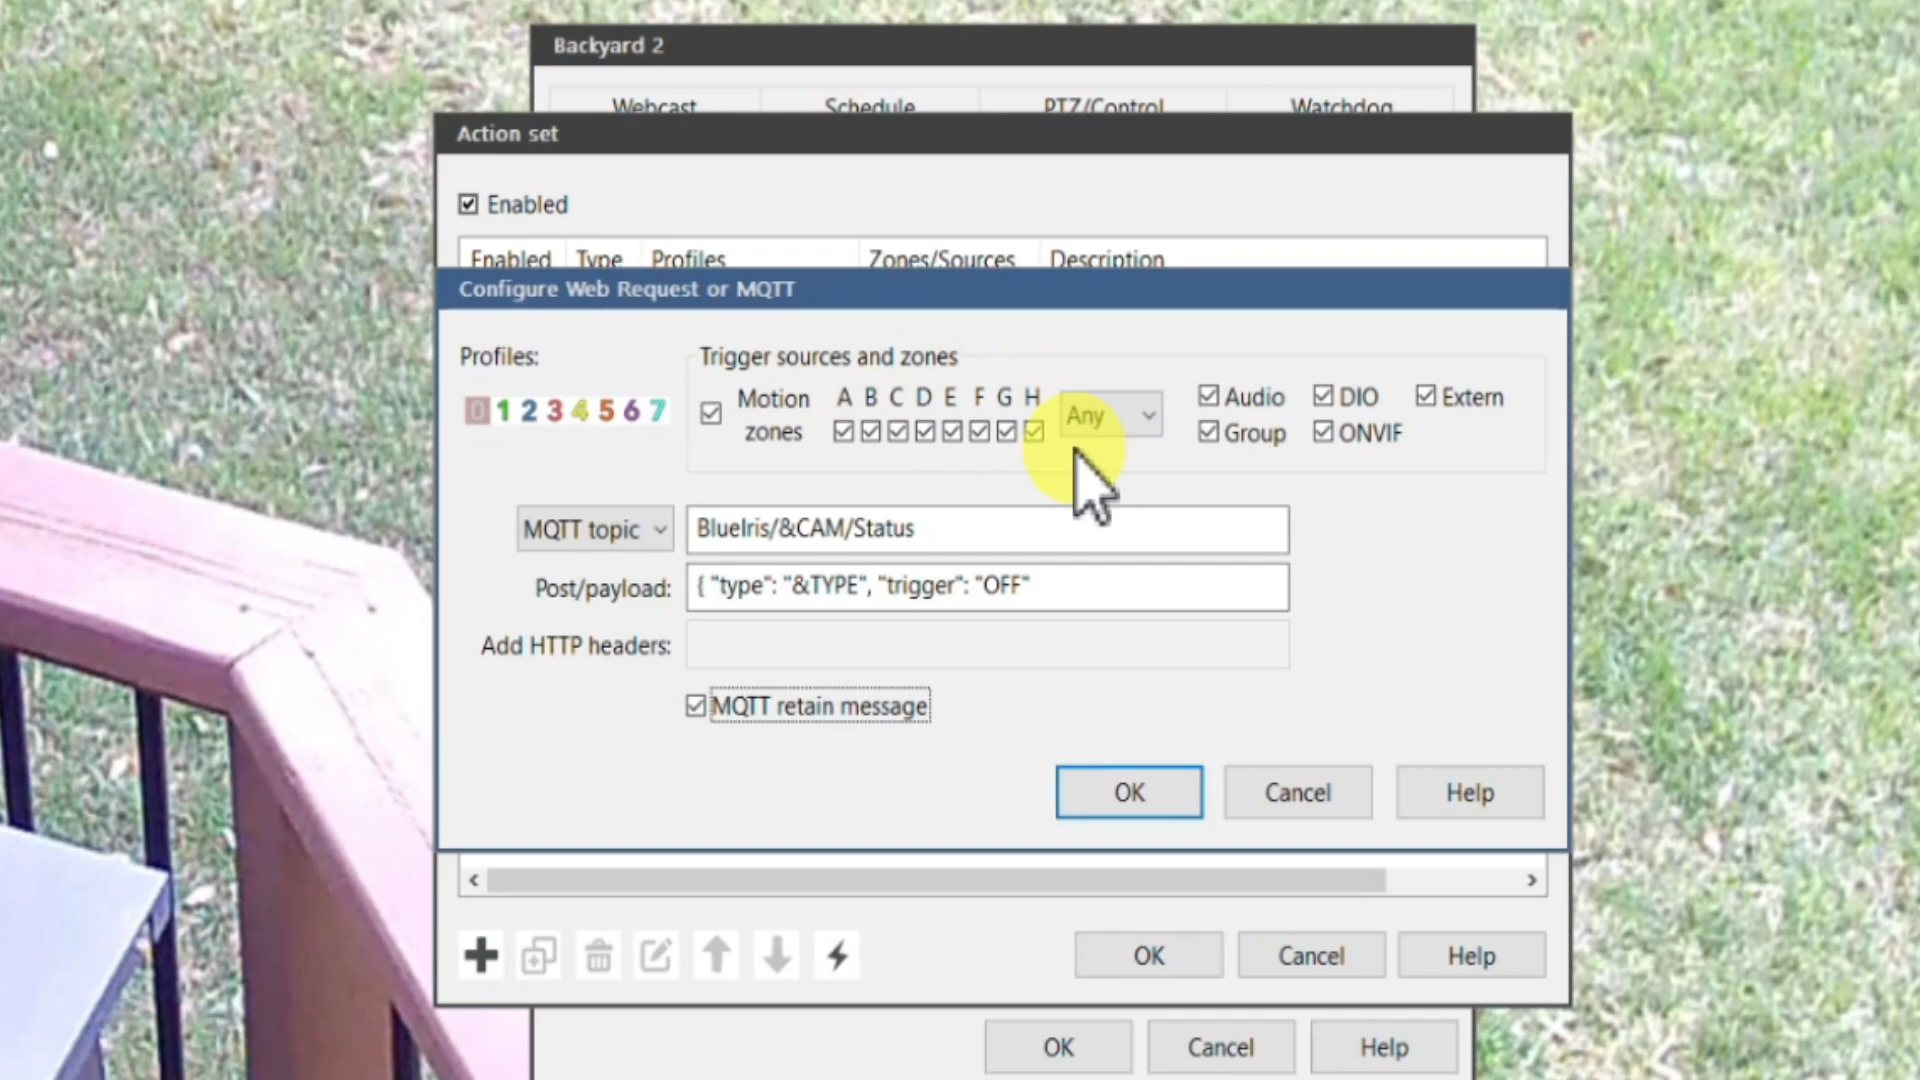 Backyard 2
Webcast Schedule PTZ/Control Watchdog
Action set
Enabled
Enabled Type Profiles Zones/Sources Description
Configure Web Request or MQTT
Profiles: Trigger sources and zones
0 1 2 3 4 5 6 7
Motion zones
A B C D E F G H
Any
Audio DIO Extern
Group ONVIF
MQTT topic BlueIris/&CAM/Status
Post/payload: { "type": "&TYPE", "trigger": "OFF"
Add HTTP headers:
MQTT retain message
OK Cancel Help
OK Cancel Help
OK Cancel Help